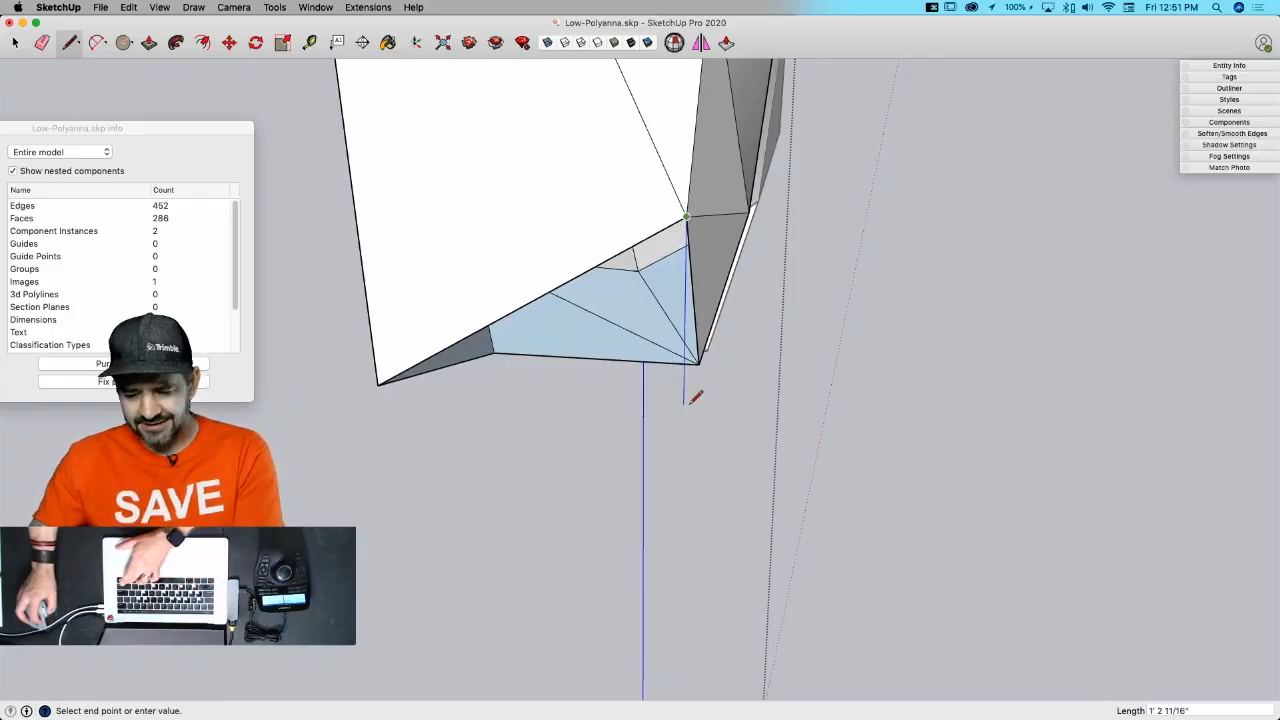 SketchUp File Edit View Draw Camera Tools Window Extensions Help 100% Fri 12:51 PM
Low-Polyanna.skp - SketchUp Pro 2020
Low-Polyanna.skp info
Entire model
Show nested components
Name Count
Edges 452
Faces 286
Component Instances 2
Guides 0
Guide Points 0
Groups 0
Images 1
3d Polylines 0
Section Planes 0
Dimensions
Text
Classification Types
Entity Info
Tags
Outliner
Styles
Scenes
Components
Soften/Smooth Edges
Shadow Settings
Fog Settings
Match Photo
Trimble
SAVE
Select end point or enter value. Length 1' 2 11/16"